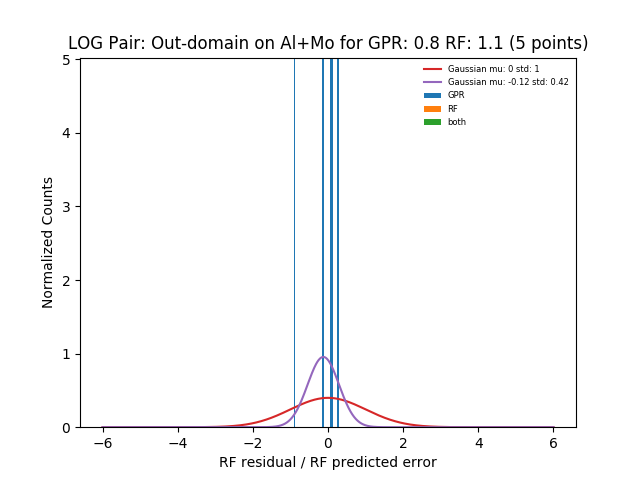 LOG Pair: Out-domain on Al+Mo for GPR: 0.8 RF: 1.1 (5 points)
Gaussian mu: 0 std: 1
Gaussian mu: -0.12 std: 0.42
GPR
RF
both
Normalized Counts
5
4
3
2
1
0
−6
−4
−2
0
2
4
6
RF residual / RF predicted error